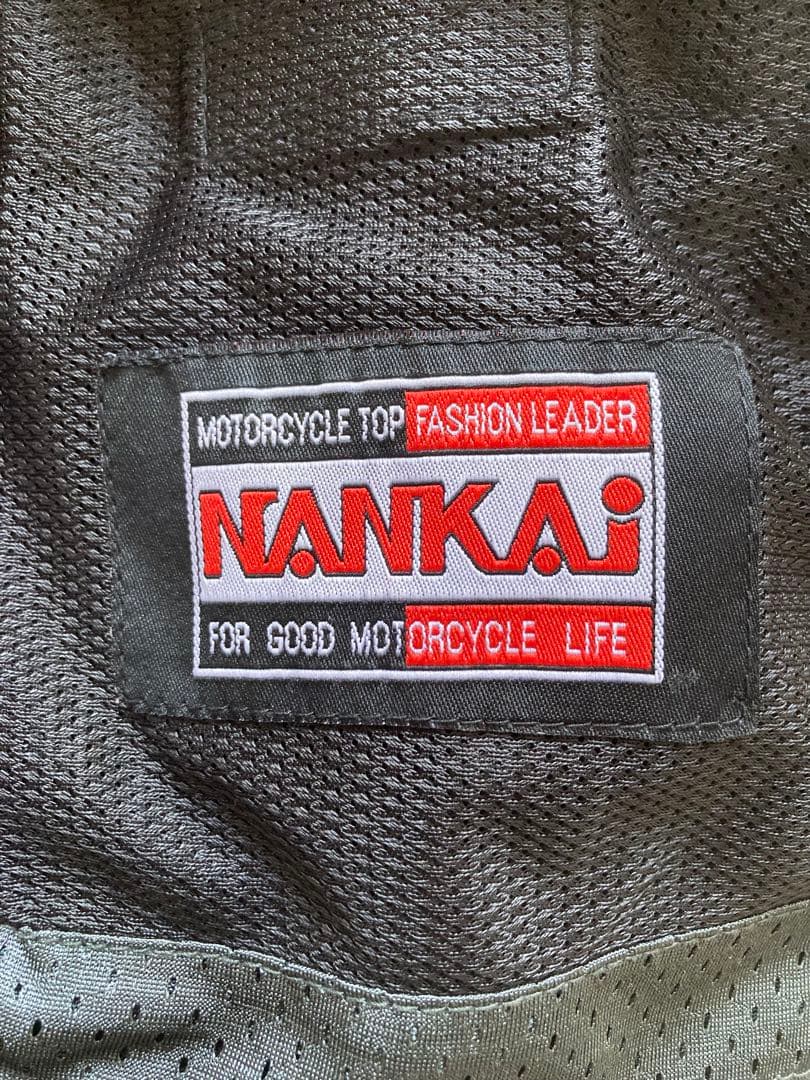 MOTORCYCLE TOP FASHION LEADER
NANKAi
FOR GOOD MOTORCYCLE LIFE